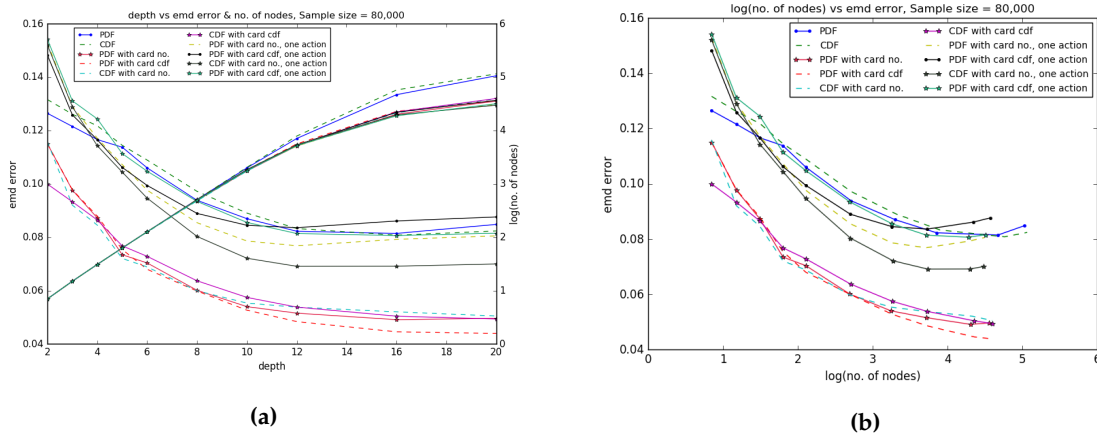 depth vs emd error & no. of nodes, Sample size = 80,000
PDF
CDF
PDF with card no.
PDF with card cdf
CDF with card no.
CDF with card cdf
PDF with card no., one action
PDF with card cdf, one action
CDF with card no., one action
PDF with card cdf, one action
0.16
0.14
0.12
0.10
0.08
0.06
0.04
emd error
2 4 6 8 10 12 14 16 18 20
depth
6
5
4
3
2
1
0
log(no. of nodes)
(a)
log(no. of nodes) vs emd error, Sample size = 80,000
PDF
CDF
PDF with card no.
PDF with card cdf
CDF with card no.
CDF with card cdf
PDF with card no., one action
PDF with card cdf, one action
CDF with card no., one action
PDF with card cdf, one action
0.16
0.14
0.12
0.10
0.08
0.06
0.04
emd error
0 1 2 3 4 5 6
log(no. of nodes)
(b)